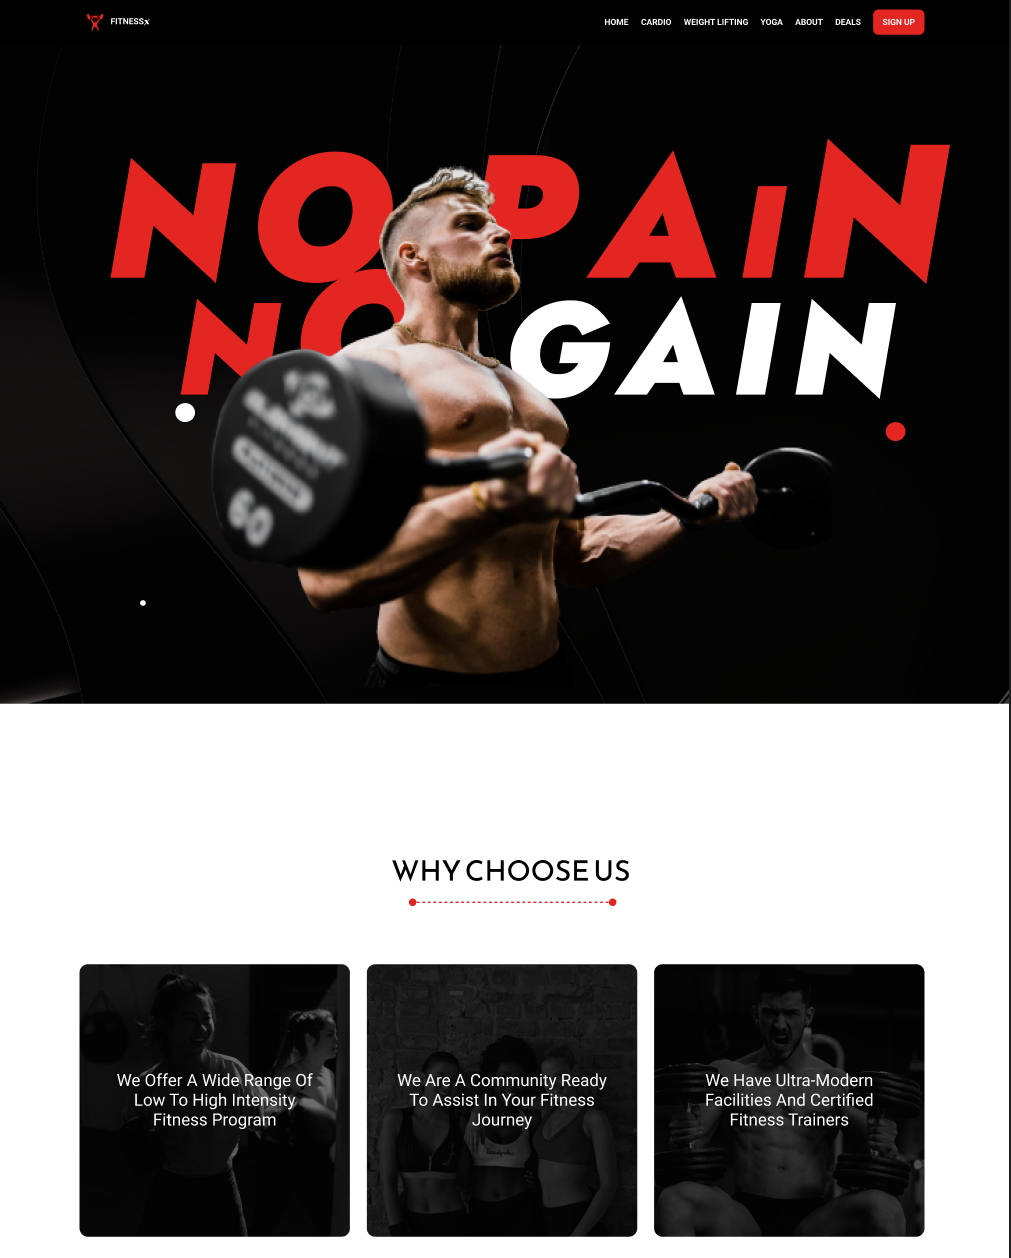 FITNESSx
HOME CARDIO WEIGHT LIFTING YOGA ABOUT DEALS SIGN UP
NO PAIN
NO GAIN
60
WHY CHOOSE US
We Offer A Wide Range Of
Low To High Intensity
Fitness Program
We Are A Community Ready
To Assist In Your Fitness
Journey
We Have Ultra-Modern
Facilities And Certified
Fitness Trainers